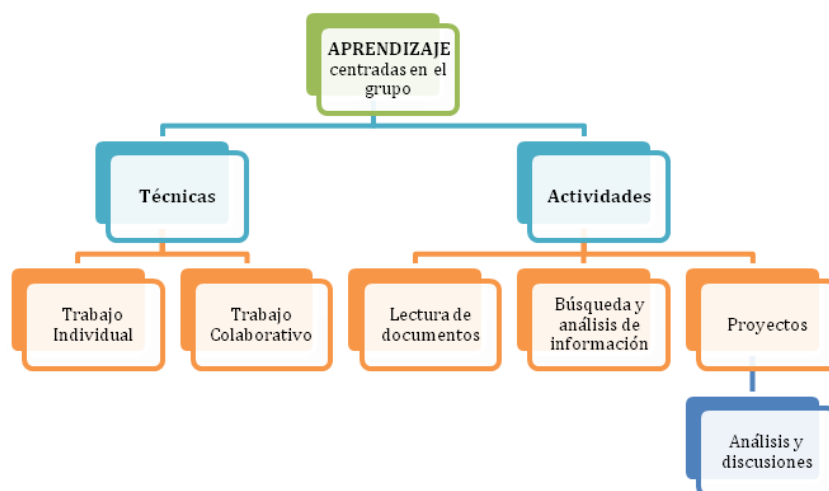 APRENDIZAJE
centradas en el
grupo
Técnicas
Actividades
Trabajo
Individual
Trabajo
Colaborativo
Lectura de
documentos
Búsqueda y
análisis de
información
Proyectos
Análisis y
discusiones